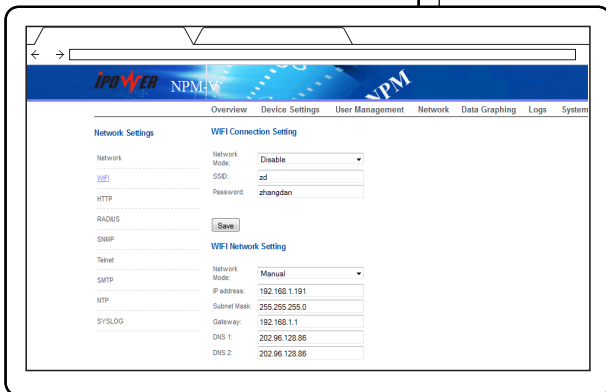 iPOWER NPM-V NPM
Overview Device Settings User Management Network Data Graphing Logs System
Network Settings
Network
WIFI
HTTP
RADIUS
SNMP
Telnet
SMTP
NTP
SYSLOG
WIFI Connection Setting
Network Mode: Disable
SSID: zd
Password: zhangdan
Save
WIFI Network Setting
Network Mode: Manual
IP address: 192.168.1.191
Subnet Mask: 255.255.255.0
Gateway: 192.168.1.1
DNS 1: 202.96.128.86
DNS 2: 202.96.128.86